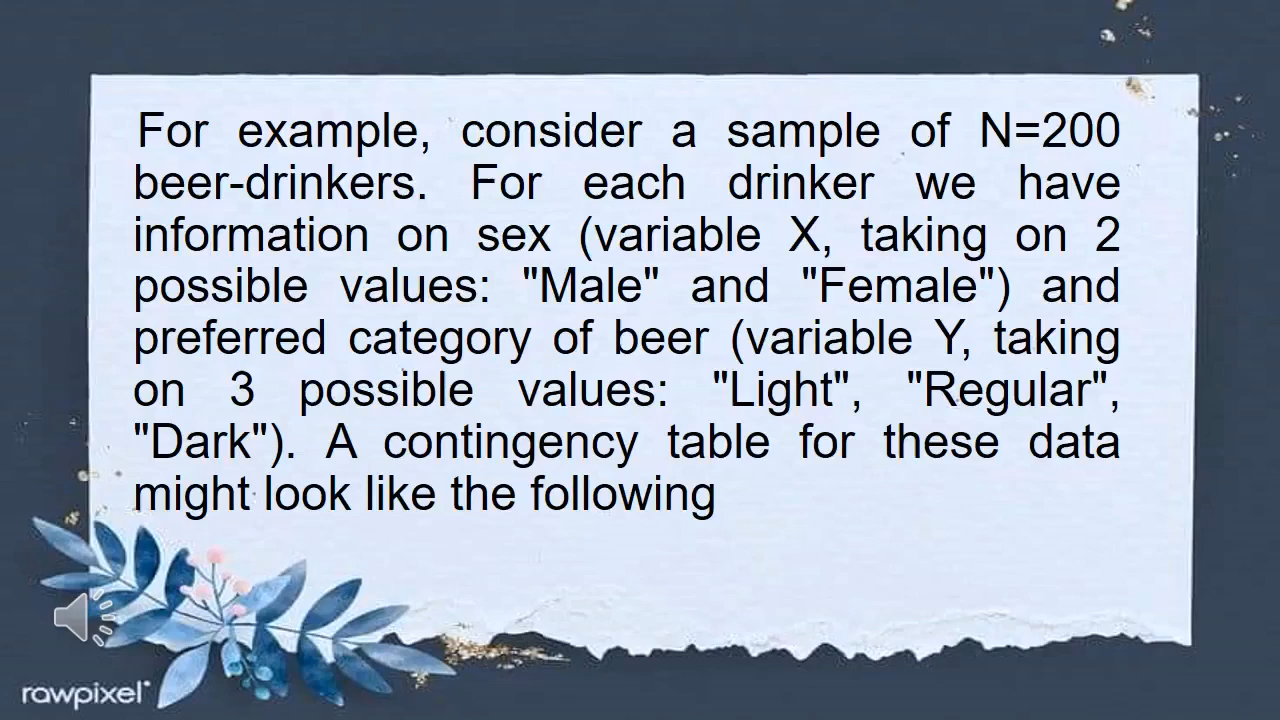 For example, consider a sample of N=200
beer-drinkers. For each drinker we have
information on sex (variable X, taking on 2
possible values: "Male" and "Female") and
preferred category of beer (variable Y, taking
on 3 possible values: "Light", "Regular",
"Dark"). A contingency table for these data
might look like the following
rawpixel